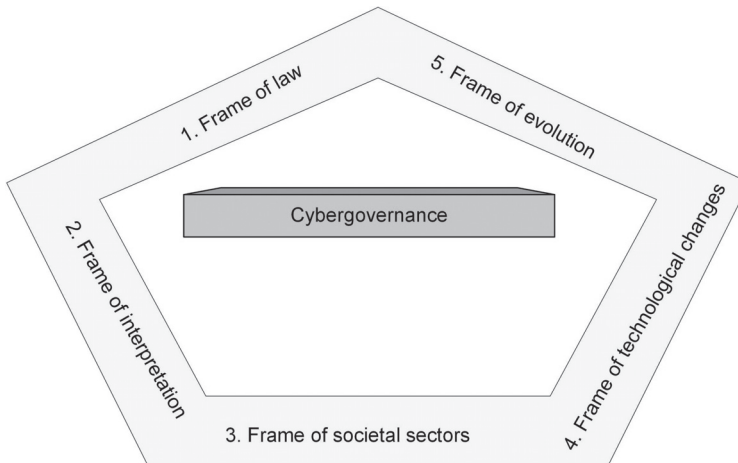 1. Frame of law
5. Frame of evolution
Cybergovernance
2. Frame of interpretation
4. Frame of technological changes
3. Frame of societal sectors